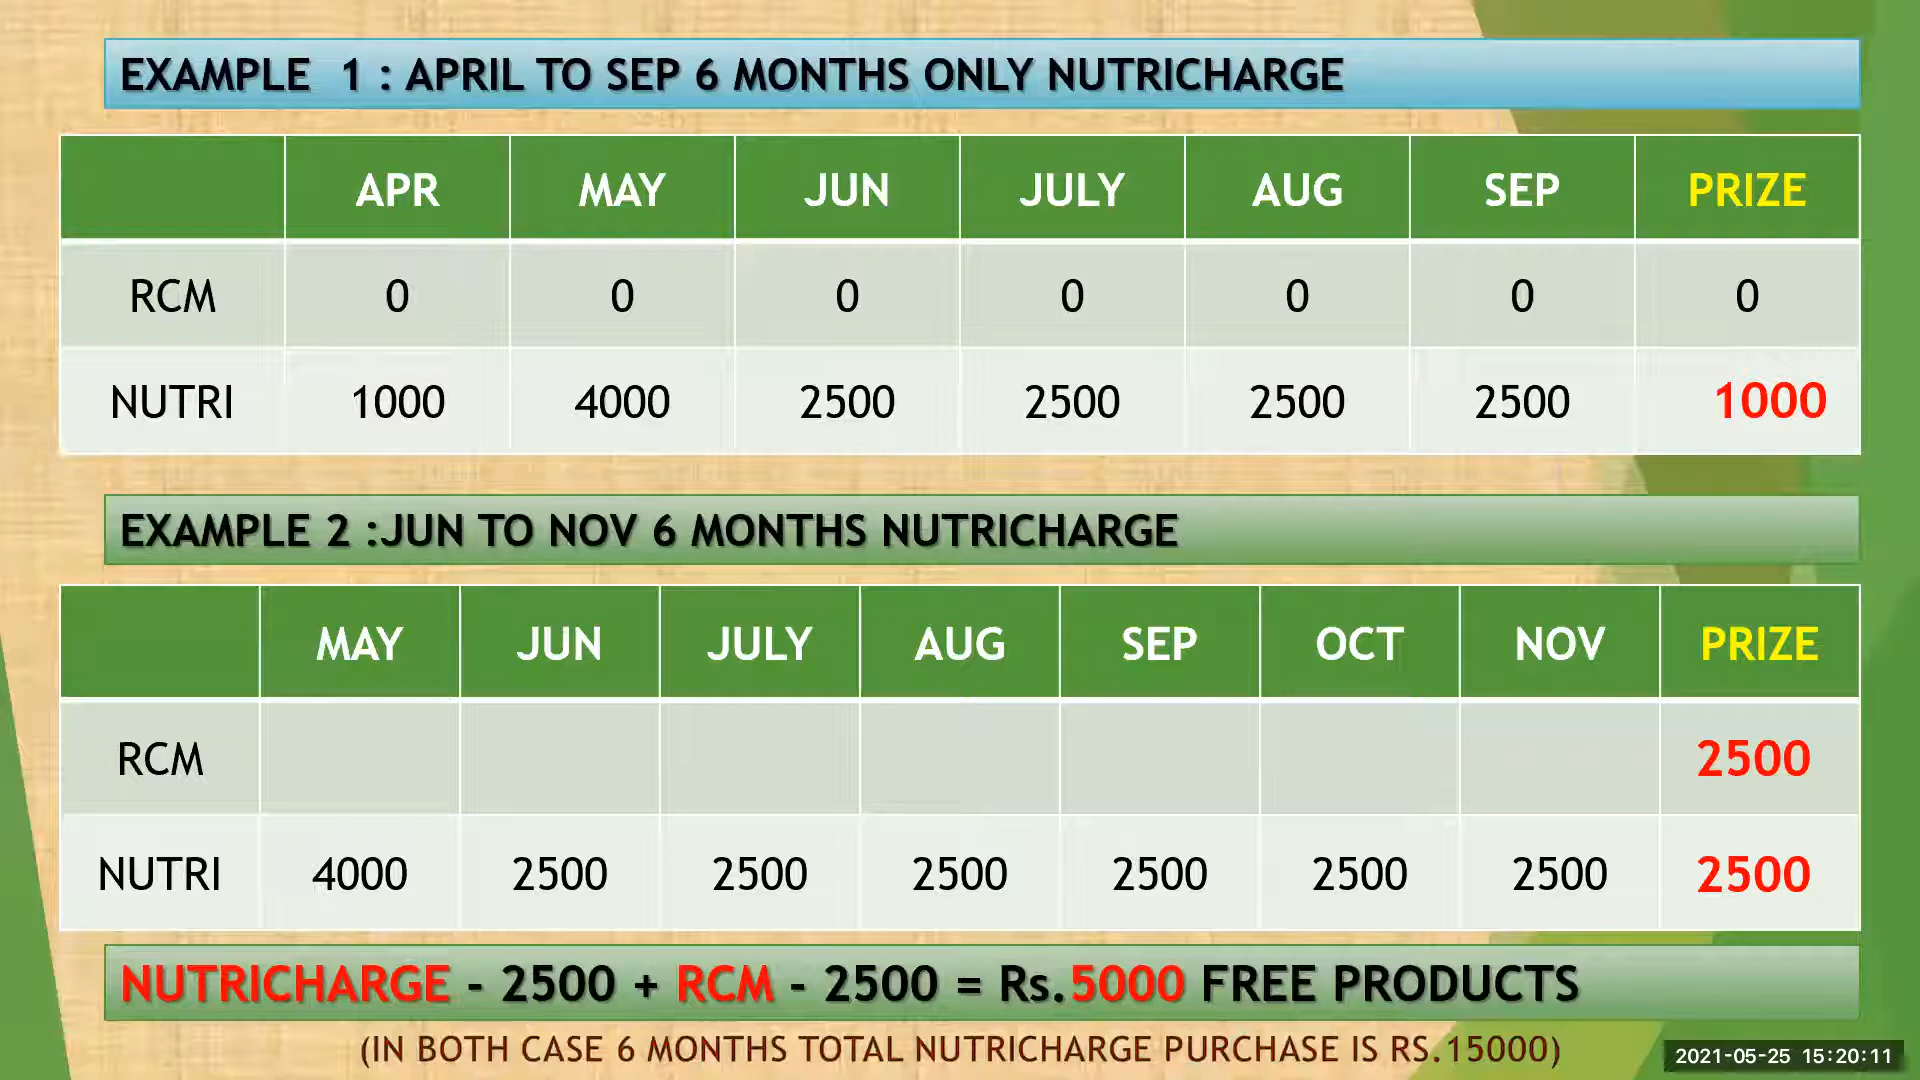 EXAMPLE 1 : APRIL TO SEP 6 MONTHS ONLY NUTRICHARGE
APR MAY JUN JULY AUG SEP PRIZE
RCM 0 0 0 0 0 0 0
NUTRI 1000 4000 2500 2500 2500 2500 1000
EXAMPLE 2 :JUN TO NOV 6 MONTHS NUTRICHARGE
MAY JUN JULY AUG SEP OCT NOV PRIZE
RCM 2500
NUTRI 4000 2500 2500 2500 2500 2500 2500 2500
NUTRICHARGE - 2500 + RCM - 2500 = Rs.5000 FREE PRODUCTS
(IN BOTH CASE 6 MONTHS TOTAL NUTRICHARGE PURCHASE IS RS.15000)
2021-05-25 15:20:11